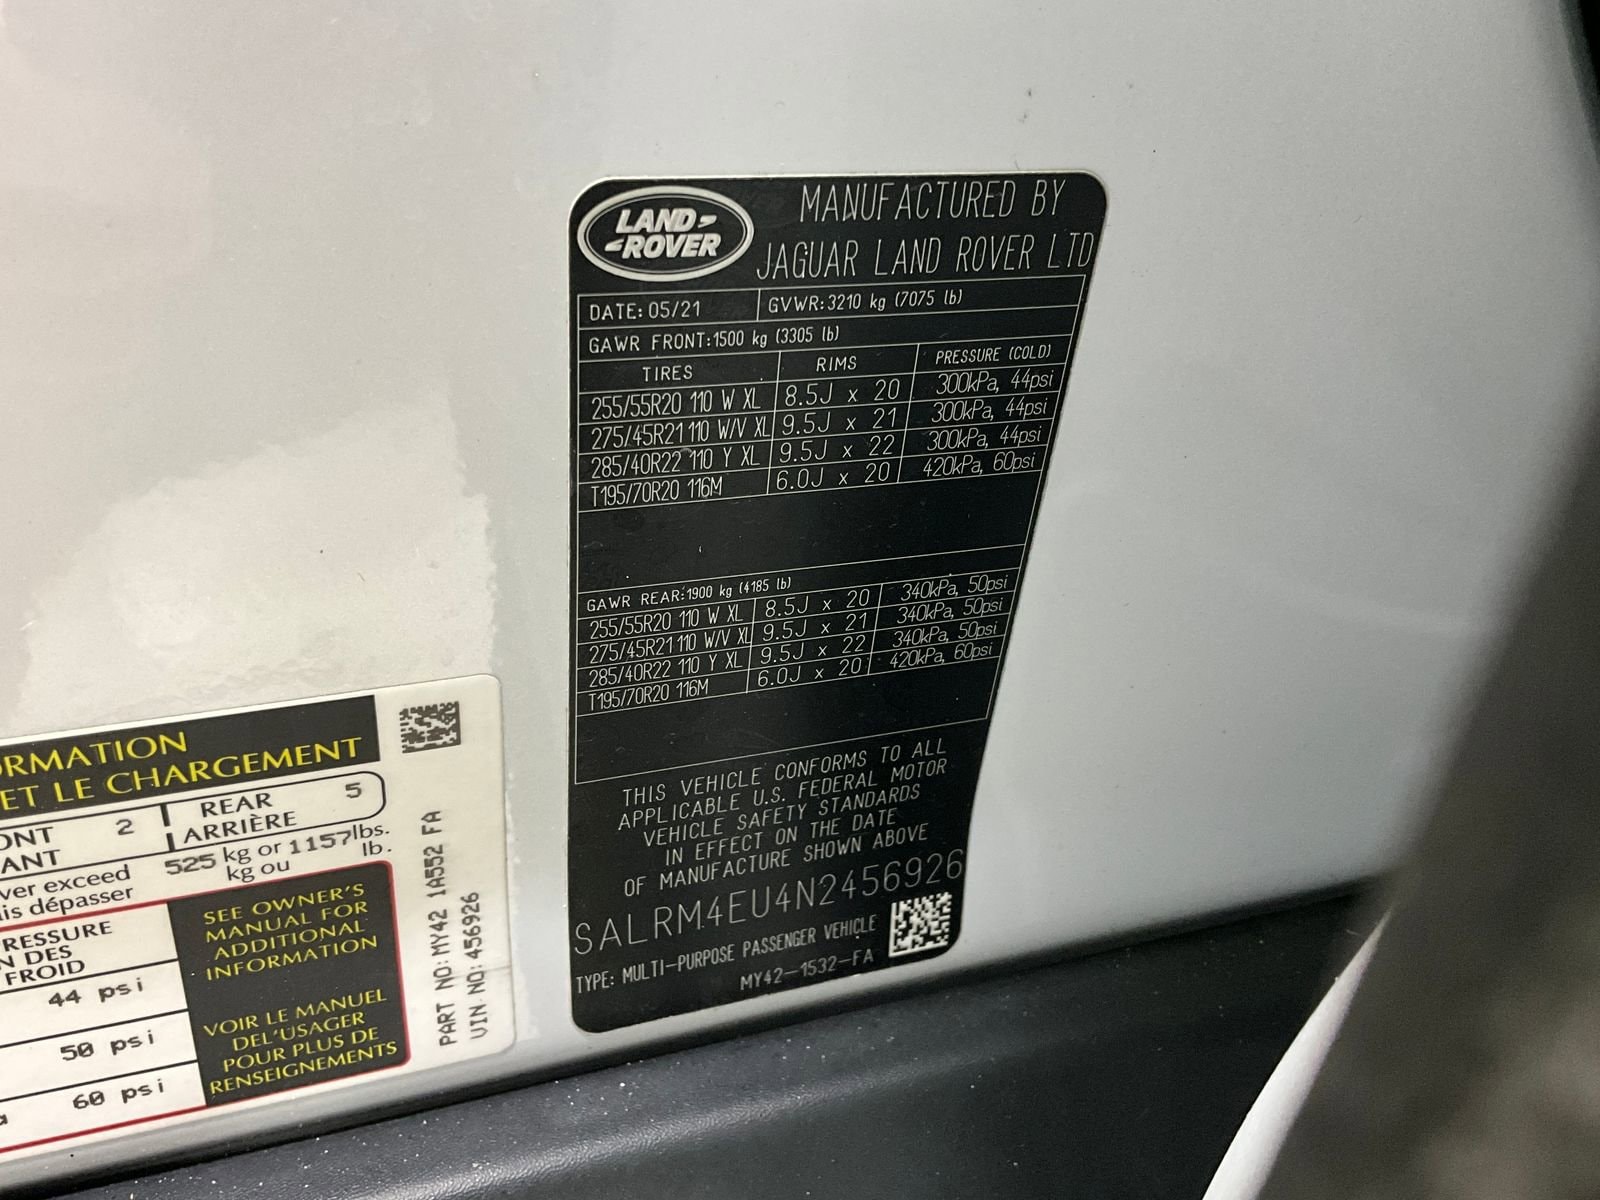 LAND-
-ROVER
MANUFACTURED BY
JAGUAR LAND ROVER LTD
DATE: 05/21 GVWR: 3210 kg (7075 lb)
GAWR FRONT: 1500 kg (3305 lb)
TIRES RIMS PRESSURE (COLD)
255/55R20 110 W XL 8.5J x 20 300kPa, 44psi
275/45R21 110 W/V XL 9.5J x 21 300kPa, 44psi
285/40R22 110 Y XL 9.5J x 22 300kPa, 44psi
T195/70R20 116M 6.0J x 20 420kPa, 60psi
GAWR REAR: 1900 kg (4185 lb)
255/55R20 110 W XL 8.5J x 20 340kPa, 50psi
275/45R21 110 W/V XL 9.5J x 21 340kPa, 50psi
285/40R22 110 Y XL 9.5J x 22 340kPa, 50psi
T195/70R20 116M 6.0J x 20 420kPa, 60psi
THIS VEHICLE CONFORMS TO ALL
APPLICABLE U.S. FEDERAL MOTOR
VEHICLE SAFETY STANDARDS
IN EFFECT ON THE DATE
OF MANUFACTURE SHOWN ABOVE
SALRM4EU4N2456926
TYPE: MULTI-PURPOSE PASSENGER VEHICLE
MY42-1532-FA
ORMATION
ET LE CHARGEMENT
ONT 2 REAR 5
ANT ARRIÈRE
ver exceed 525 kg or 1157 lbs.
is dépasser kg ou lb.
RESSURE
N DES
FROID
44 psi
50 psi
60 psi
SEE OWNER'S
MANUAL FOR
ADDITIONAL
INFORMATION
VOIR LE MANUEL
DEL'USAGER
POUR PLUS DE
RENSEIGNEMENTS
PART NO: MY42 1A552 FA
VIN NO: 456926